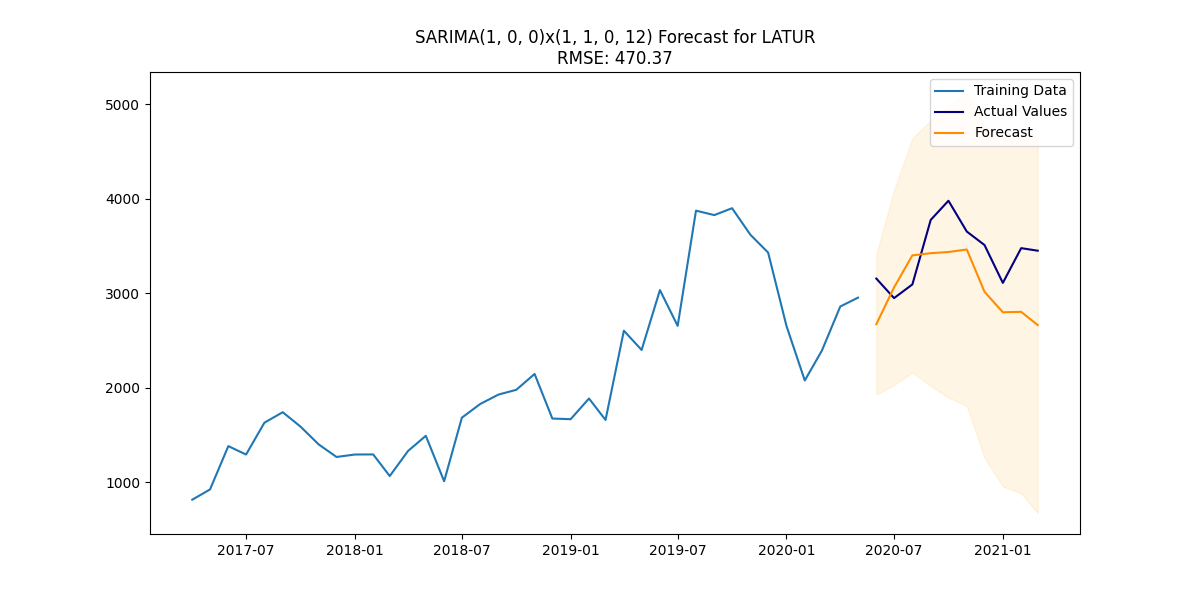 SARIMA(1, 0, 0)x(1, 1, 0, 12) Forecast for LATUR
RMSE: 470.37
Training Data
Actual Values
Forecast
5000
4000
3000
2000
1000
2017-07
2018-01
2018-07
2019-01
2019-07
2020-01
2020-07
2021-01